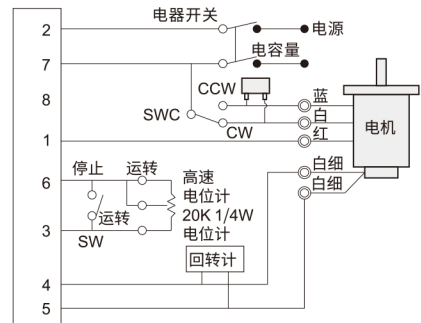 电器开关
2
电源
7
电容量
CCW
8
SWC
CW
蓝
白
1
红
电机
停止
运转
白细
6
高速
电位计
20K 1/4W
电位计
白细
运转
3
SW
回转计
4
5